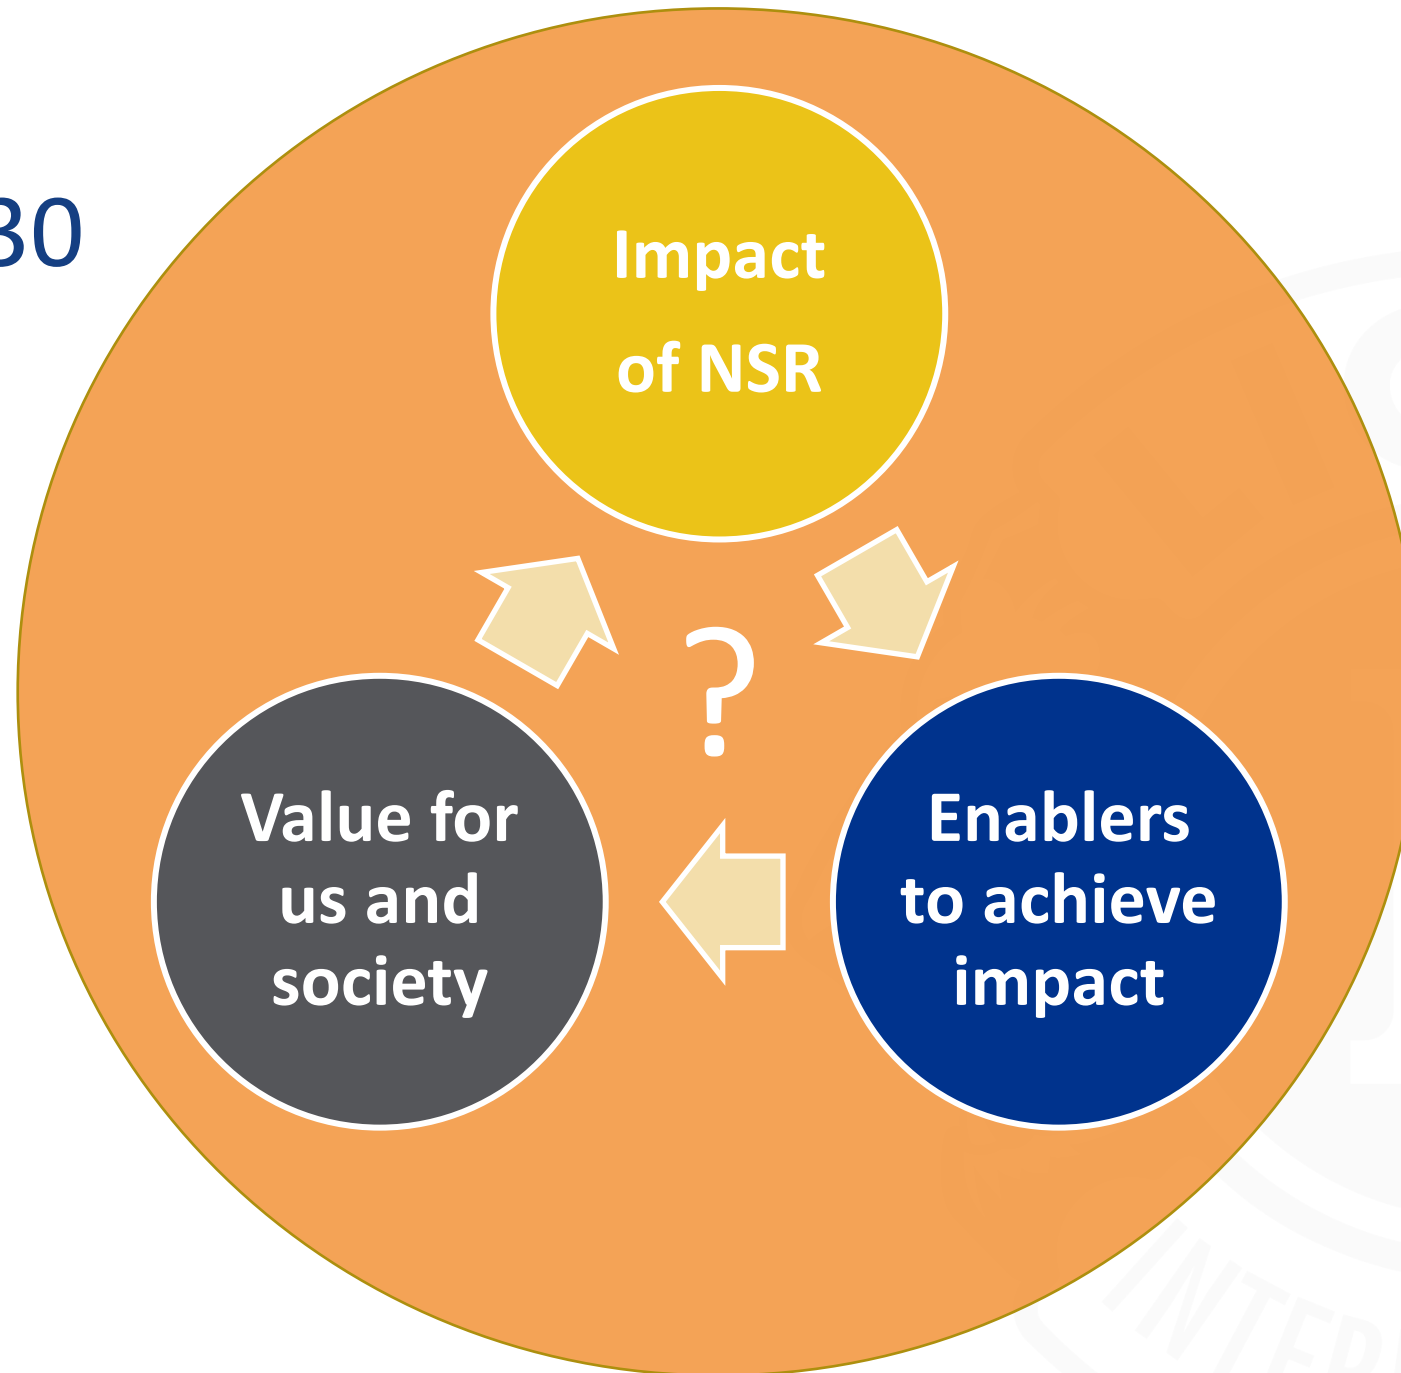 30
Impact
of NSR
?
Value for
us and
society
Enablers
to achieve
impact